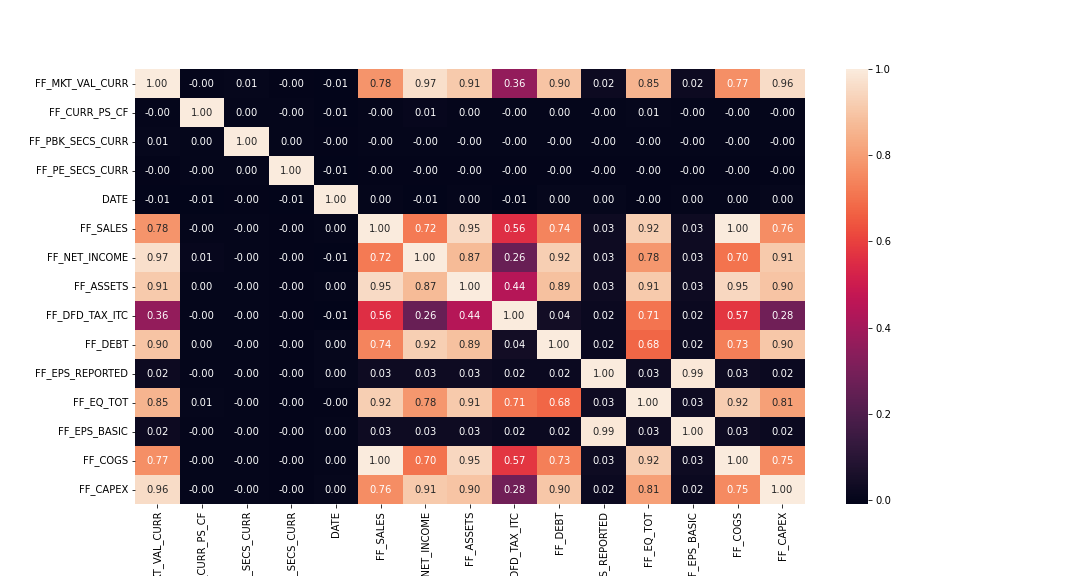 FF_MKT_VAL_CURR 1.00 -0.00 0.01 -0.00 -0.01 0.78 0.97 0.91 0.36 0.90 0.02 0.85 0.02 0.77 0.96 1.0
FF_CURR_PS_CF -0.00 1.00 0.00 -0.00 -0.01 -0.00 0.01 0.00 -0.00 0.00 -0.00 0.01 -0.00 -0.00 -0.00
FF_PBK_SECS_CURR 0.01 0.00 1.00 0.00 -0.00 -0.00 -0.00 -0.00 -0.00 -0.00 -0.00 -0.00 -0.00 -0.00 -0.00
0.8
FF_PE_SECS_CURR -0.00 -0.00 0.00 1.00 -0.01 -0.00 -0.00 -0.00 -0.00 -0.00 -0.00 -0.00 -0.00 -0.00 -0.00
DATE -0.01 -0.01 -0.00 -0.01 1.00 0.00 -0.01 0.00 -0.01 0.00 0.00 -0.00 0.00 0.00 0.00
FF_SALES 0.78 -0.00 -0.00 -0.00 0.00 1.00 0.72 0.95 0.56 0.74 0.03 0.92 0.03 1.00 0.76
0.6
FF_NET_INCOME 0.97 0.01 -0.00 -0.00 -0.01 0.72 1.00 0.87 0.26 0.92 0.03 0.78 0.03 0.70 0.91
FF_ASSETS 0.91 0.00 -0.00 -0.00 0.00 0.95 0.87 1.00 0.44 0.89 0.03 0.91 0.03 0.95 0.90
FF_DFD_TAX_ITC 0.36 -0.00 -0.00 -0.00 -0.01 0.56 0.26 0.44 1.00 0.04 0.02 0.71 0.02 0.57 0.28
0.4
FF_DEBT 0.90 0.00 -0.00 -0.00 0.00 0.74 0.92 0.89 0.04 1.00 0.02 0.68 0.02 0.73 0.90
FF_EPS_REPORTED 0.02 -0.00 -0.00 -0.00 0.00 0.03 0.03 0.03 0.02 0.02 1.00 0.03 0.99 0.03 0.02
FF_EQ_TOT 0.85 0.01 -0.00 -0.00 -0.00 0.92 0.78 0.91 0.71 0.68 0.03 1.00 0.03 0.92 0.81
0.2
FF_EPS_BASIC 0.02 -0.00 -0.00 -0.00 0.00 0.03 0.03 0.03 0.02 0.02 0.99 0.03 1.00 0.03 0.02
FF_COGS 0.77 -0.00 -0.00 -0.00 0.00 1.00 0.70 0.95 0.57 0.73 0.03 0.92 0.03 1.00 0.75
FF_CAPEX 0.96 -0.00 -0.00 -0.00 0.00 0.76 0.91 0.90 0.28 0.90 0.02 0.81 0.02 0.75 1.00
0.0
T_VAL_CURR
CURR_PS_CF
_SECS_CURR
_SECS_CURR
DATE
FF_SALES
NET_INCOME
FF_ASSETS
DFD_TAX_ITC
FF_DEBT
S_REPORTED
FF_EQ_TOT
F_EPS_BASIC
FF_COGS
FF_CAPEX